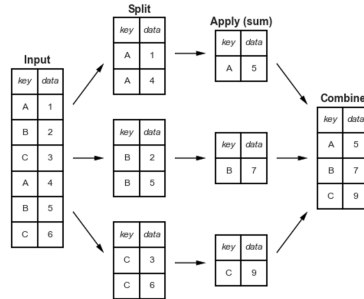 Split
Apply (sum)
Input
Combine
key data
A 1
B 2
C 3
A 4
B 5
C 6
key data
A 1
A 4
key data
B 2
B 5
key data
C 3
C 6
key data
A 5
key data
B 7
key data
C 9
key data
A 5
B 7
C 9